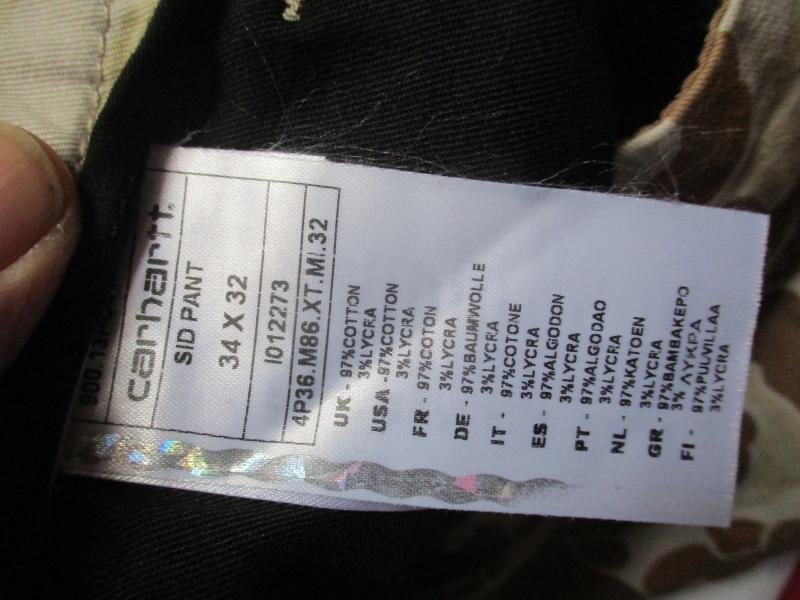 carhartt.
SID PANT
34 X 32
I012273
4P36.M86.XT.MI.32
UK - 97%COTTON
3%LYCRA
USA -97%COTTON
3%LYCRA
FR - 97%COTON
3%LYCRA
DE - 97%BAUMWOLLE
3%LYCRA
IT - 97%COTONE
3%LYCRA
ES - 97%ALGODON
3%LYCRA
PT - 97%ALGODAO
3%LYCRA
NL - 97%KATOEN
3%LYCRA
GR - 97%BAMBAKEPO
3% ΛΥΚΡΑ
FI - 97%PUUVILLAA
3%LYCRA